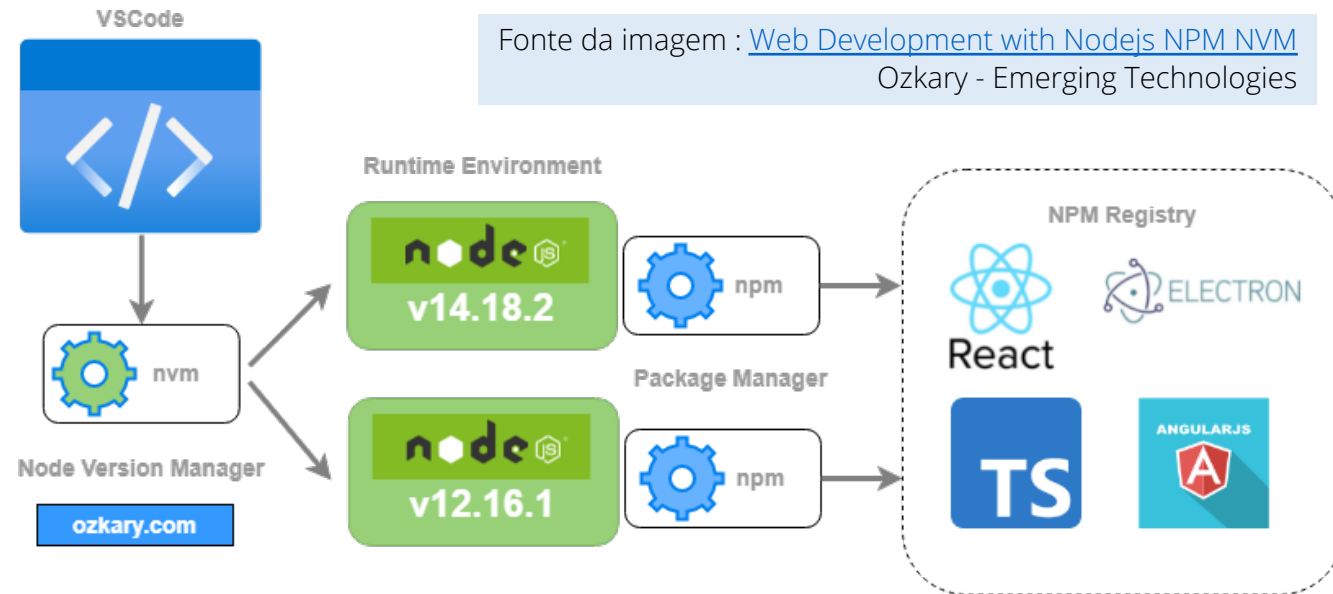 VSCode
Fonte da imagem : Web Development with Nodejs NPM NVM
Ozkary - Emerging Technologies
Runtime Environment
node JS
v14.18.2
npm
NPM Registry
React
ELECTRON
nvm
Package Manager
Node Version Manager
ozkary.com
node JS
v12.16.1
npm
TS
ANGULARJS
A